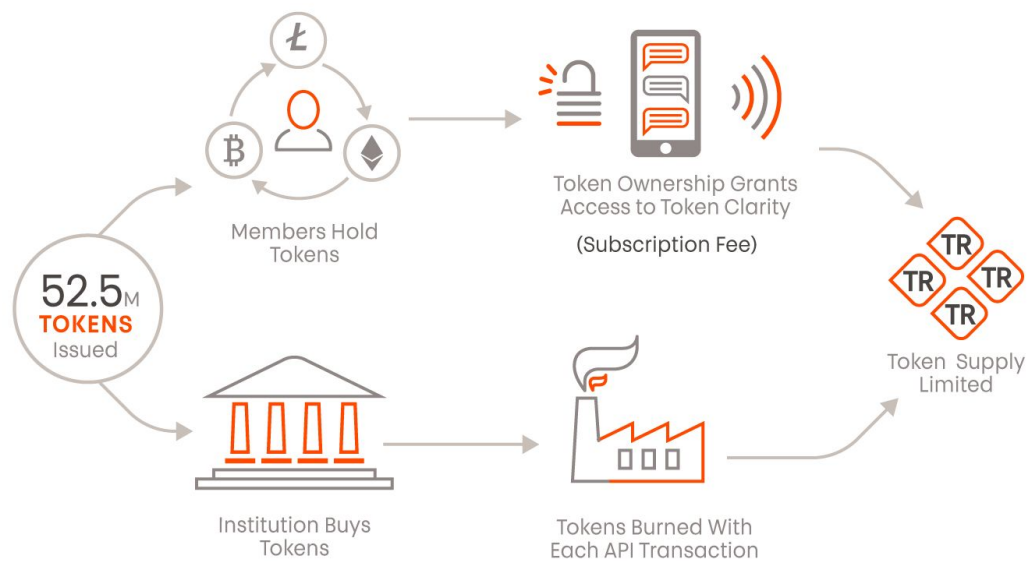 52.5M
TOKENS
Issued
Members Hold
Tokens
Token Ownership Grants
Access to Token Clarity
(Subscription Fee)
Institution Buys
Tokens
Tokens Burned With
Each API Transaction
TR
TR
TR
TR
Token Supply
Limited